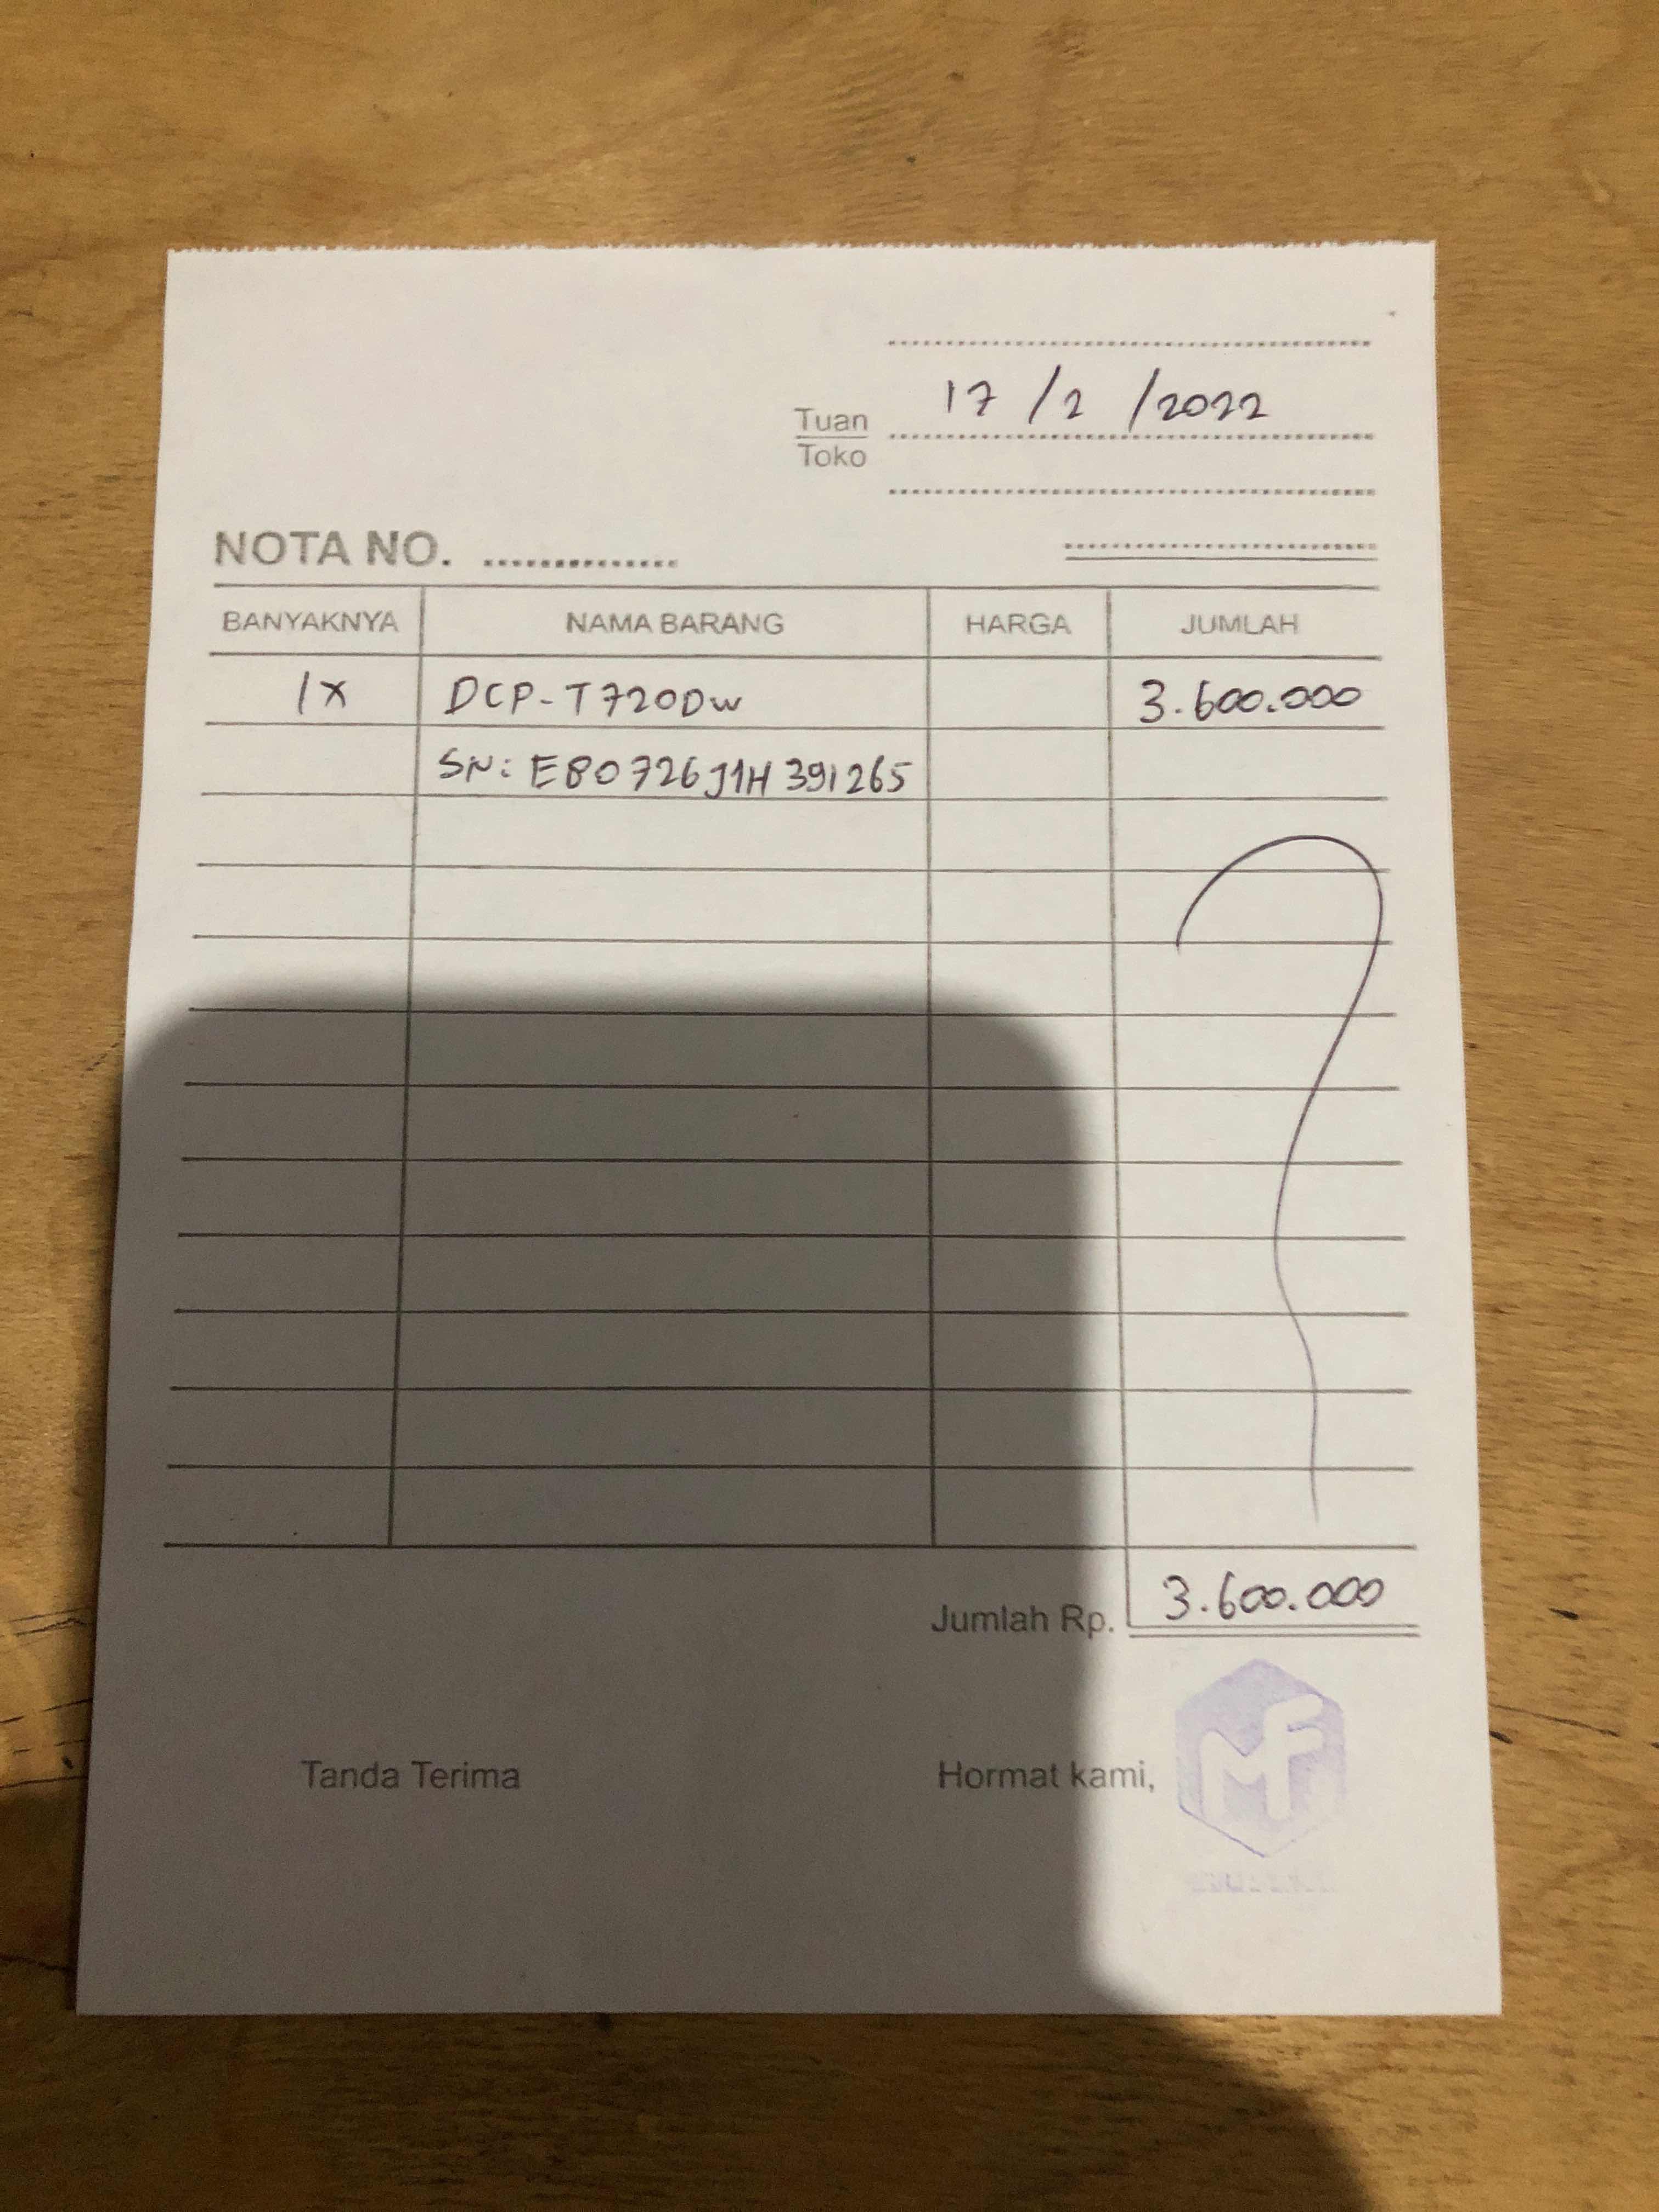 17/2/2022
Tuan
Toko
NOTA NO. ..............
BANYAKNYA NAMA BARANG HARGA JUMLAH
1x DCP-T720DW 3.600.000
SN: E80726J1H391265
Jumlah Rp. 3.600.000
Tanda Terima Hormat kami,
MF